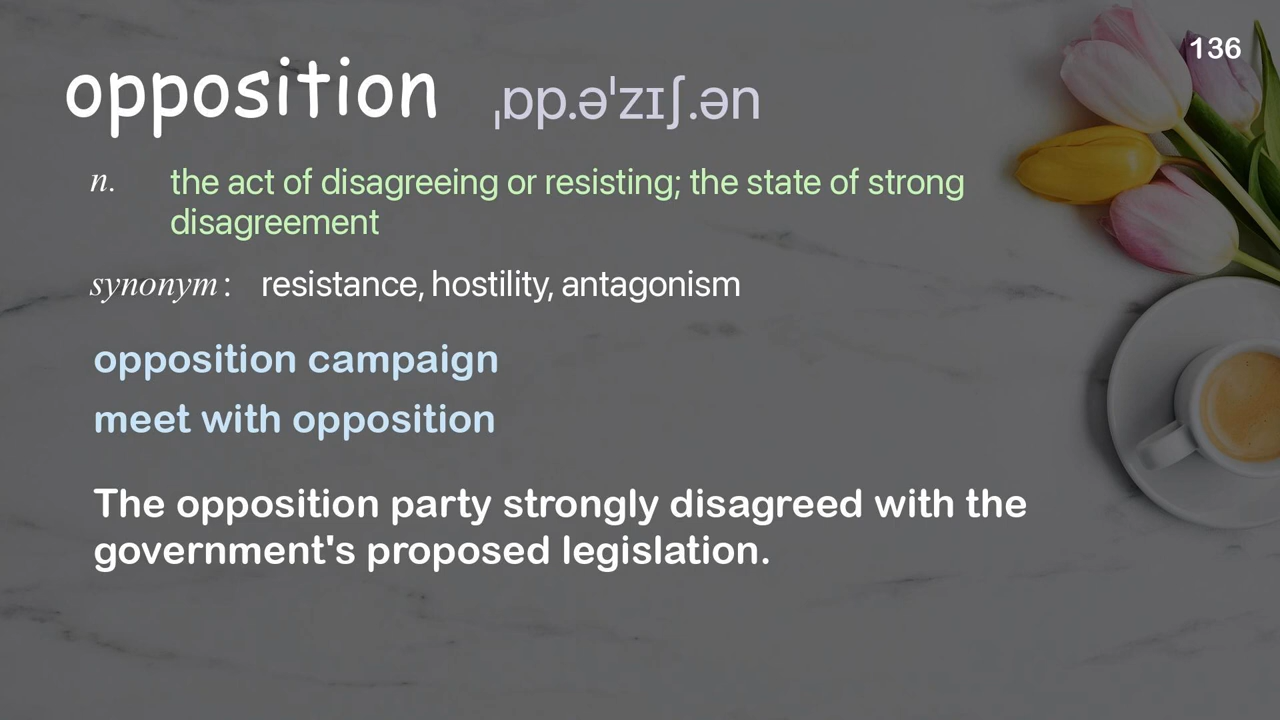 136
opposition ˌɒp.əˈzɪʃ.ən
n. the act of disagreeing or resisting; the state of strong
disagreement
synonym: resistance, hostility, antagonism
opposition campaign
meet with opposition
The opposition party strongly disagreed with the
government's proposed legislation.